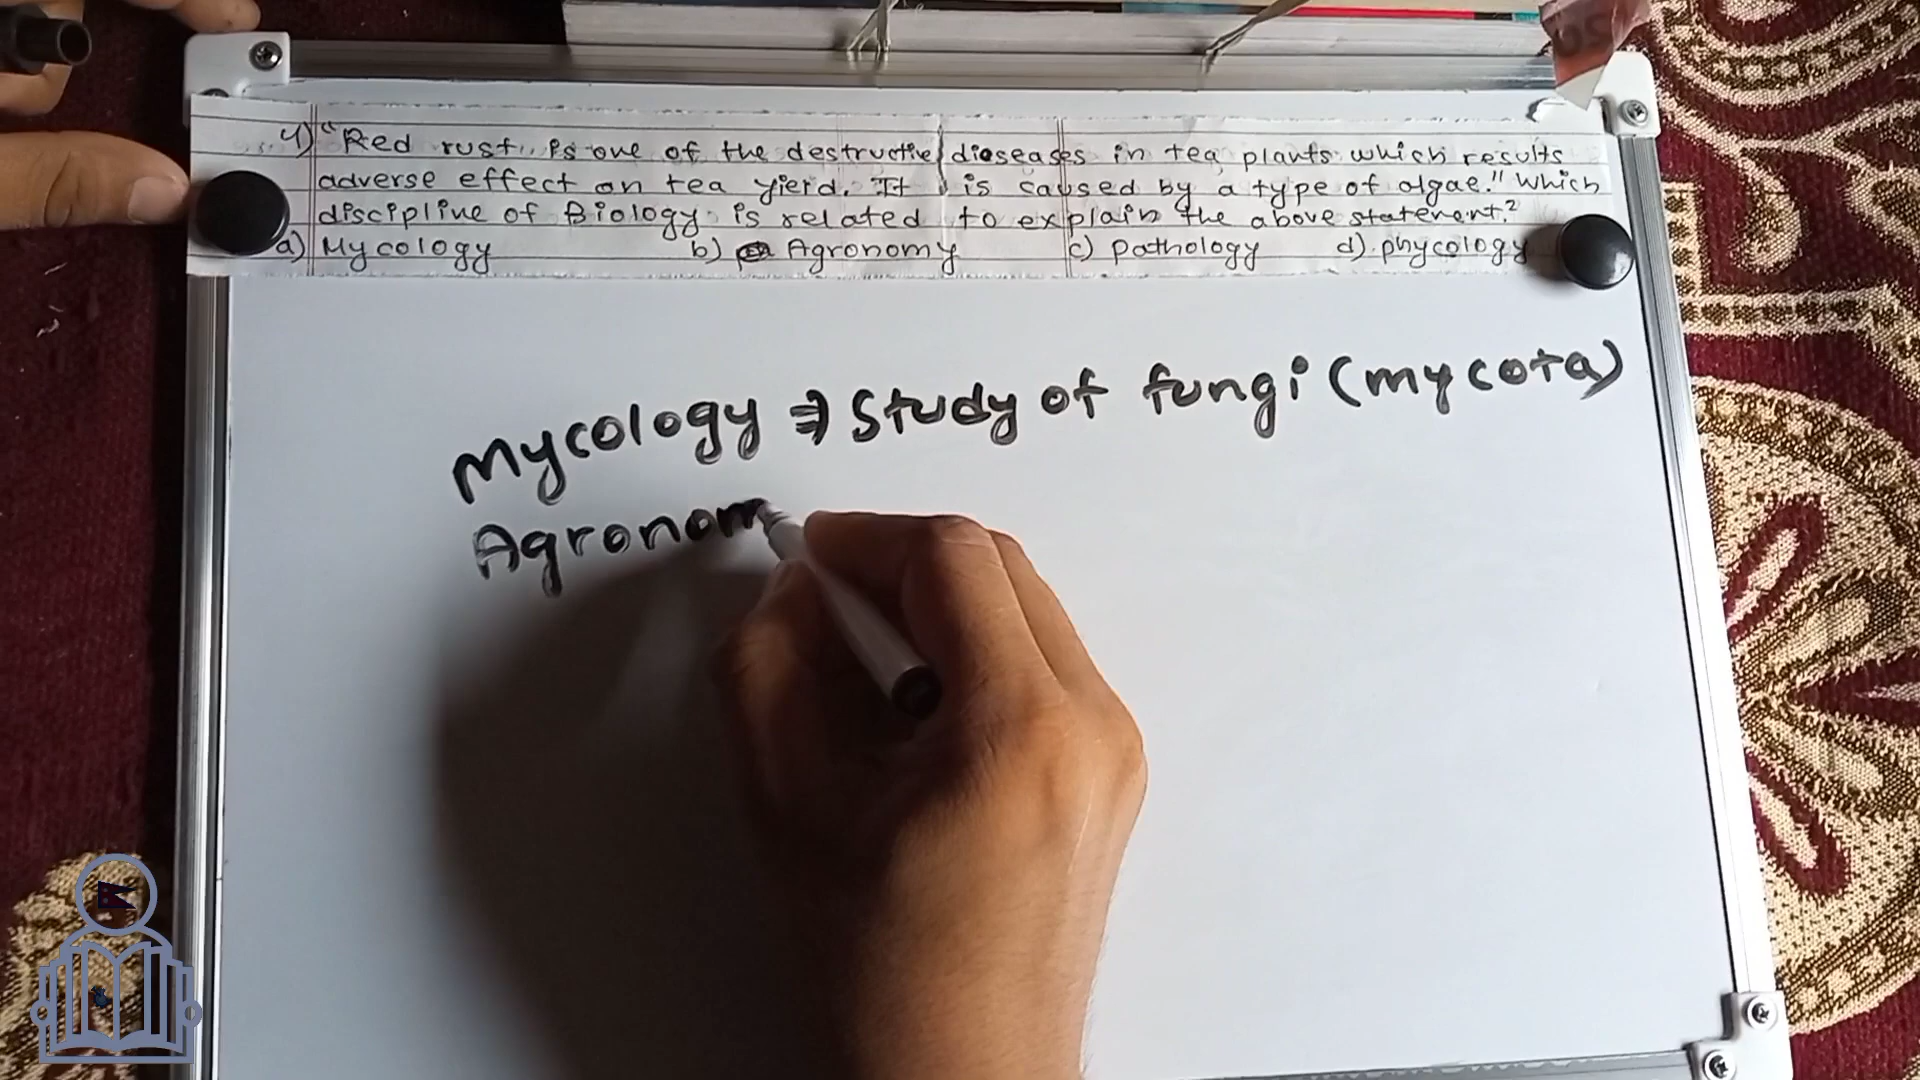 4) "Red rust is one of the destructive dieseases in tea plants which results
adverse effect on tea yield. It is caused by a type of algae." Which
discipline of Biology is related to explain the above statement?
a) Mycology b) Agronomy c) pathology d) phycology
Mycology ⇒ Study of fungi (mycota)
Agronom